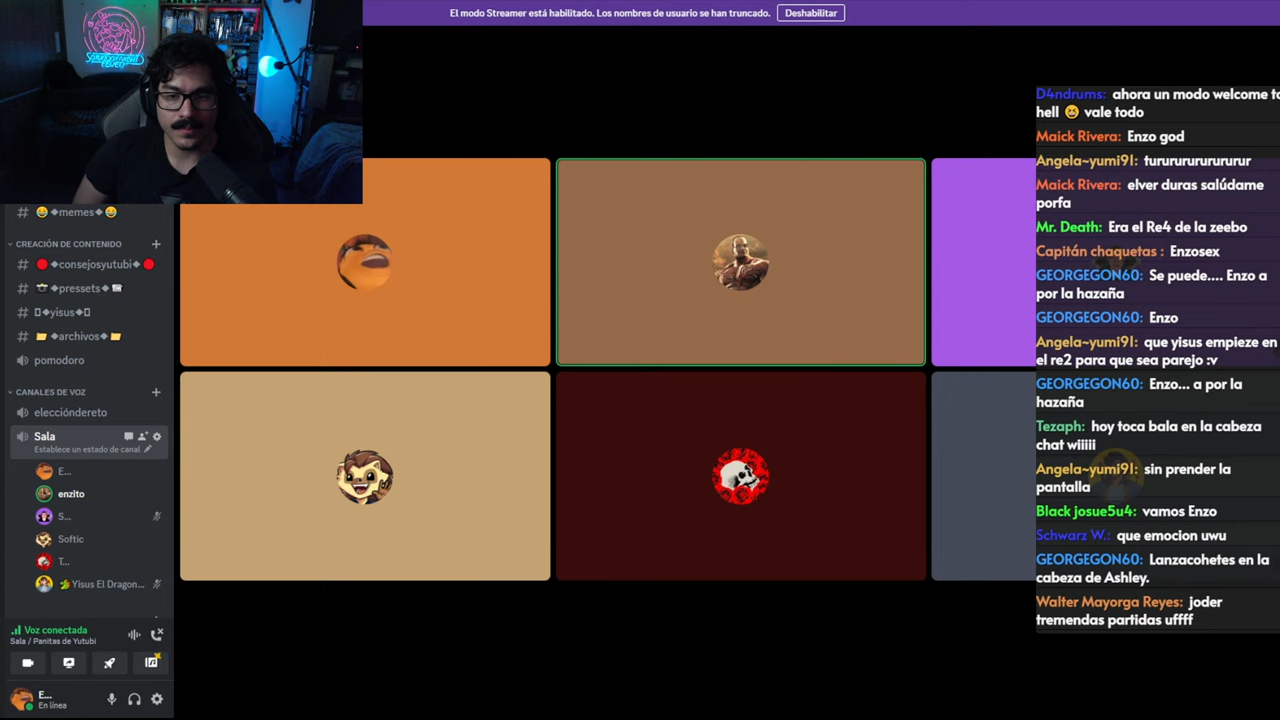 El modo Streamer está habilitado. Los nombres de usuario se han truncado.
Deshabilitar
# 😆◆memes◆😆
CREACIÓN DE CONTENIDO
# 🔴◆consejosyutubi◆🔴
# ◆pressets◆
◆yisus◆
# 📁◆archivos◆📁
pomodoro
CANALES DE VOZ
eleccióndereto
Sala
Establece un estado de canal
E...
enzito
S...
Softic
T...
Yisus El Dragon...
Voz conectada
Sala / Panitas de Yutubi
E...
En línea
D4ndrums: ahora un modo welcome to
hell 😆 vale todo
Maick Rivera: Enzo god
Angela~yumi91: turururururururur
Maick Rivera: elver duras salúdame
porfa
Mr. Death: Era el Re4 de la zeebo
Capitán chaquetas : Enzosex
GEORGEGON60: Se puede.... Enzo a
por la hazaña
GEORGEGON60: Enzo
Angela~yumi91: que yisus empieze en
el re2 para que sea parejo :v
GEORGEGON60: Enzo... a por la
hazaña
Tezaph: hoy toca bala en la cabeza
chat wiiiii
Angela~yumi91: sin prender la
pantalla
Black josue5u4: vamos Enzo
Schwarz W.: que emocion uwu
GEORGEGON60: Lanzacohetes en la
cabeza de Ashley.
Walter Mayorga Reyes: joder
tremendas partidas uffff